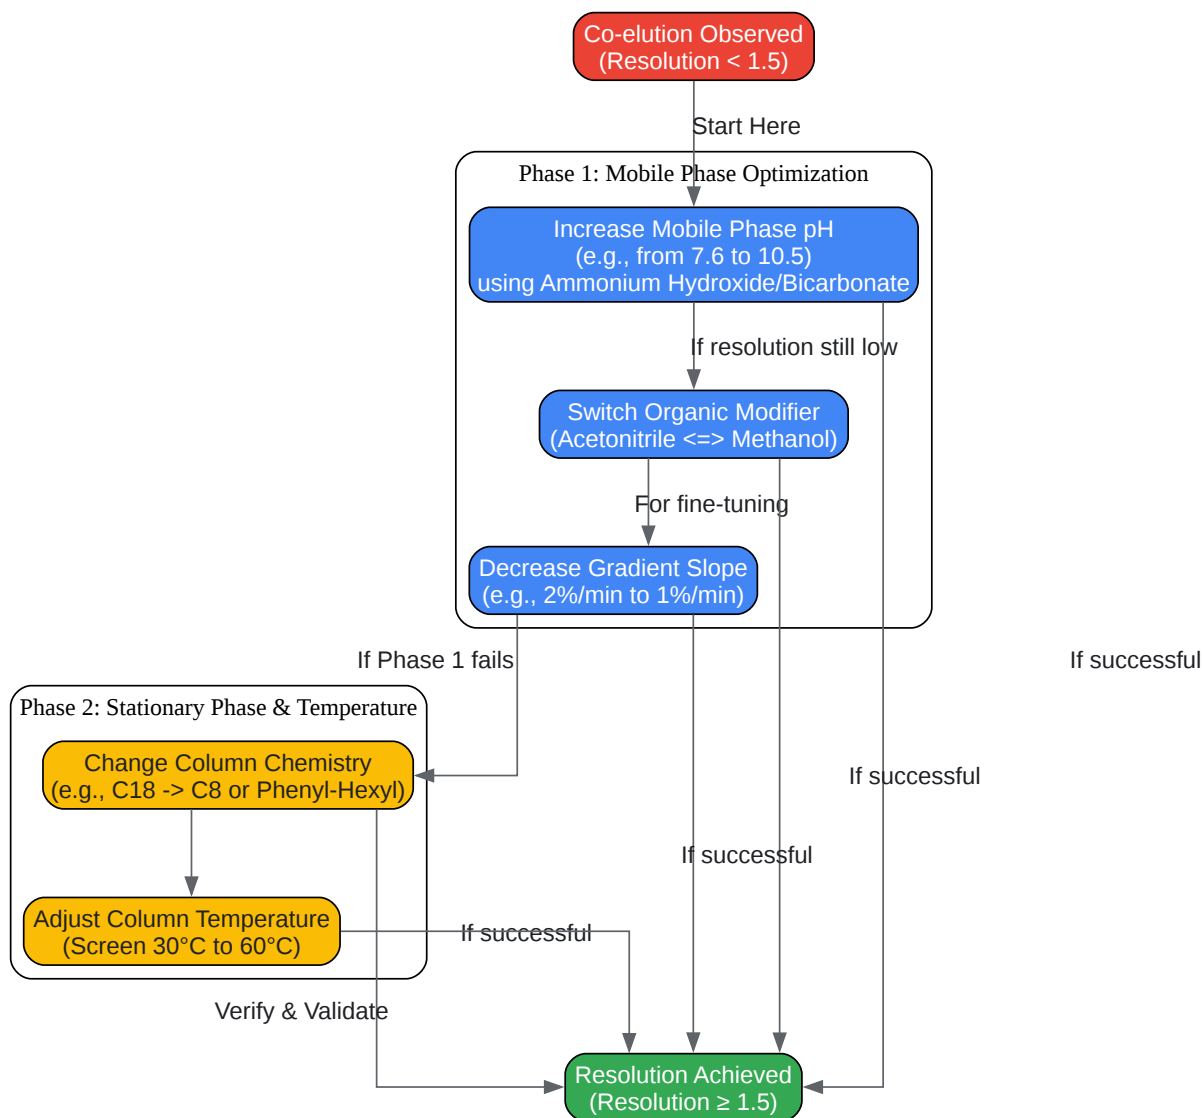 Co-elution Observed
(Resolution < 1.5)
Start Here
Phase 1: Mobile Phase Optimization
Increase Mobile Phase pH
(e.g., from 7.6 to 10.5)
using Ammonium Hydroxide/Bicarbonate
If resolution still low
Switch Organic Modifier
(Acetonitrile <=> Methanol)
For fine-tuning
Decrease Gradient Slope
(e.g., 2%/min to 1%/min)
If Phase 1 fails
If successful
Phase 2: Stationary Phase & Temperature
Change Column Chemistry
(e.g., C18 -> C8 or Phenyl-Hexyl)
If successful
If successful
Adjust Column Temperature
(Screen 30°C to 60°C)
If successful
Verify & Validate
Resolution Achieved
(Resolution ≥ 1.5)